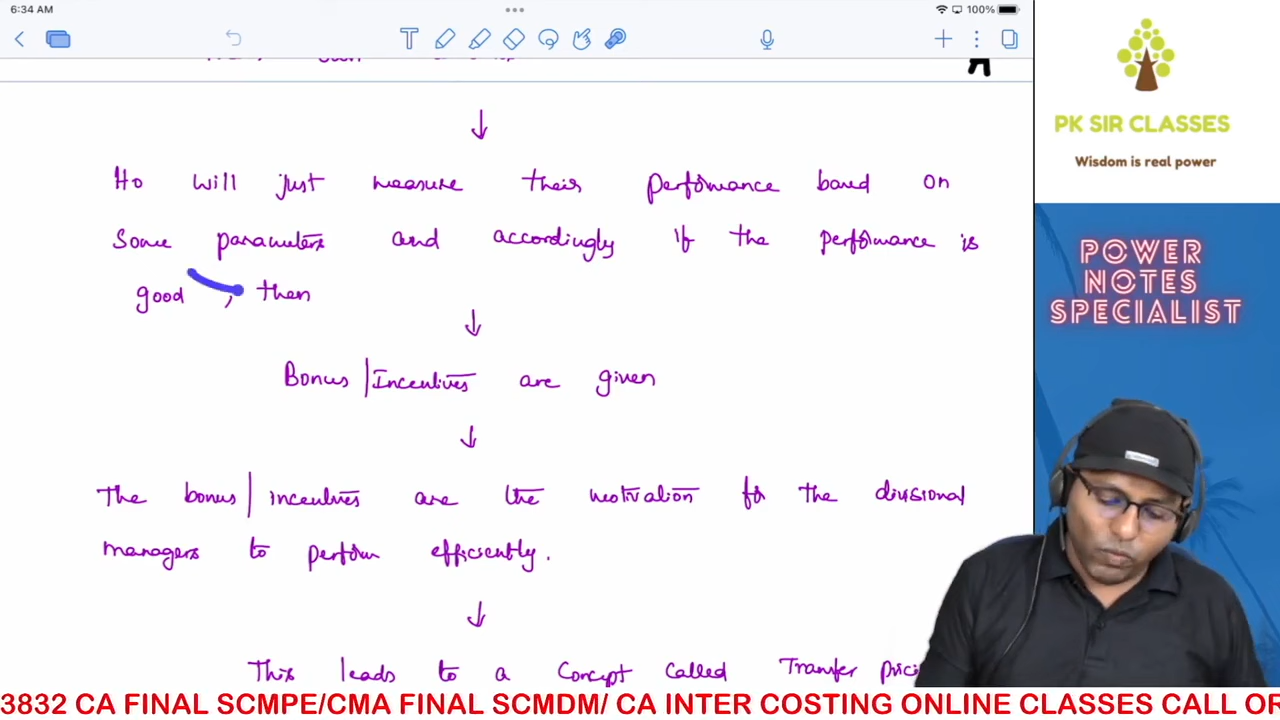 6:34 AM
100%
T
PK SIR CLASSES
Wisdom is real power
Ho will just measure their performance based on
Some parameters and accordingly if the performance is
good , then
Bonus | Incentives are given
The bonus | incentives are the motivation for the divisional
managers to perform efficiently.
This leads to a Concept called Transfer
POWER
NOTES
SPECIALIST
3832 CA FINAL SCMPE/CMA FINAL SCMDM/ CA INTER COSTING ONLINE CLASSES CALL OR